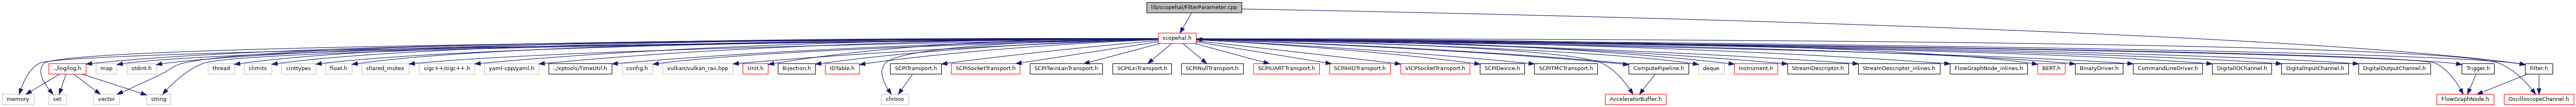 lib/scopehal/FilterParameter.cpp
scopehal.h
../log/log.h
map
stdint.h
thread
climits
cinttypes
float.h
shared_mutex
sigc++/sigc++.h
yaml-cpp/yaml.h
../xptools/TimeUtil.h
config.h
vulkan/vulkan_raii.hpp
Unit.h
Bijection.h
IDTable.h
SCPITransport.h
SCPISocketTransport.h
SCPITwinLanTransport.h
SCPILxiTransport.h
SCPINullTransport.h
SCPIUARTTransport.h
SCPIHIDTransport.h
VICPSocketTransport.h
SCPIDevice.h
SCPITMCTransport.h
ComputePipeline.h
deque
Instrument.h
StreamDescriptor.h
StreamDescriptor_inlines.h
FlowGraphNode_inlines.h
BERT.h
BinaryDriver.h
CommandLineDriver.h
DigitalIOChannel.h
DigitalInputChannel.h
DigitalOutputChannel.h
Trigger.h
Filter.h
memory
set
vector
string
chrono
AcceleratorBuffer.h
FlowGraphNode.h
OscilloscopeChannel.h